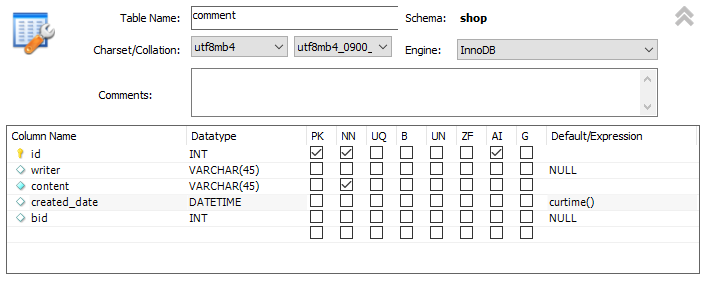 Table Name: comment Schema: shop
Charset/Collation: utf8mb4 utf8mb4_0900_ Engine: InnoDB
Comments:
Column Name Datatype PK NN UQ B UN ZF AI G Default/Expression
id INT
writer VARCHAR(45) NULL
content VARCHAR(45)
created_date DATETIME curtime()
bid INT NULL